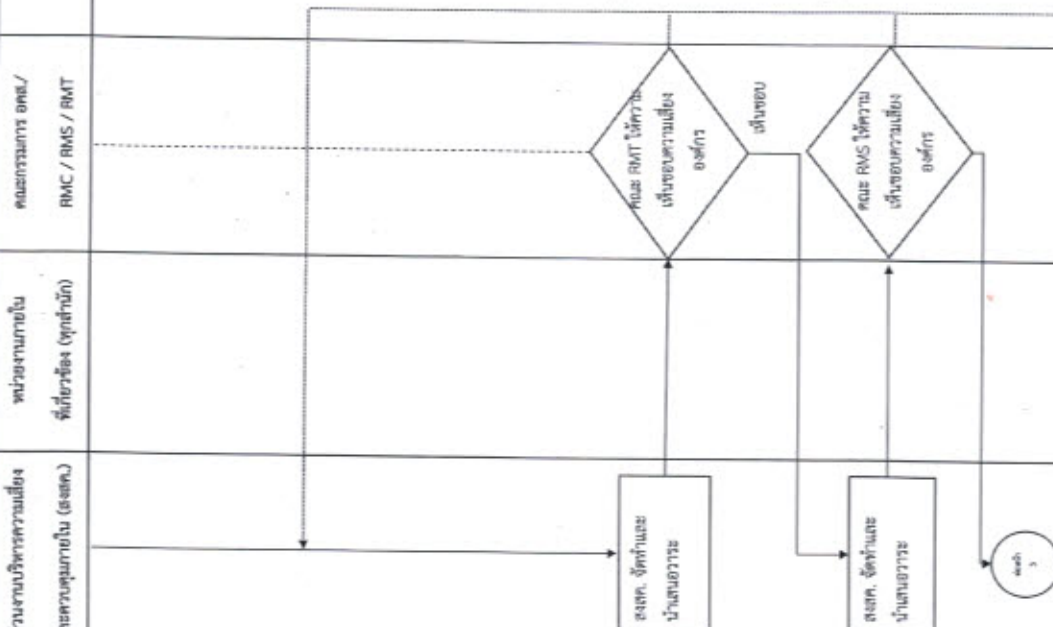 คณะกรรมการ อคส./
RMC / RMS / RMT
หน่วยงานภายใน
ที่เกี่ยวข้อง (ทุกสำนัก)
วนงานบริหารความเสี่ยง
ะควบคุมภายใน (สงสค.)
คณะ RMT ให้ความ
เห็นชอบความเสี่ยง
องค์กร
เห็นชอบ
สงสค. จัดทำและ
นำเสนอวาระ
คณะ RMS ให้ความ
เห็นชอบความเสี่ยง
องค์กร
สงสค. จัดทำและ
นำเสนอวาระ
ต่อหน้า
3